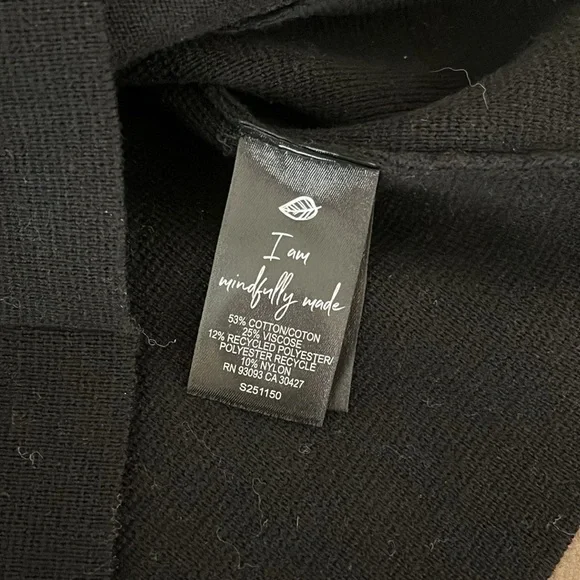 I am
mindfully made
53% COTTON/COTON
25% VISCOSE
12% RECYCLED POLYESTER/
POLYESTER RECYCLÉ
10% NYLON
RN 93093 CA 30427
S251150